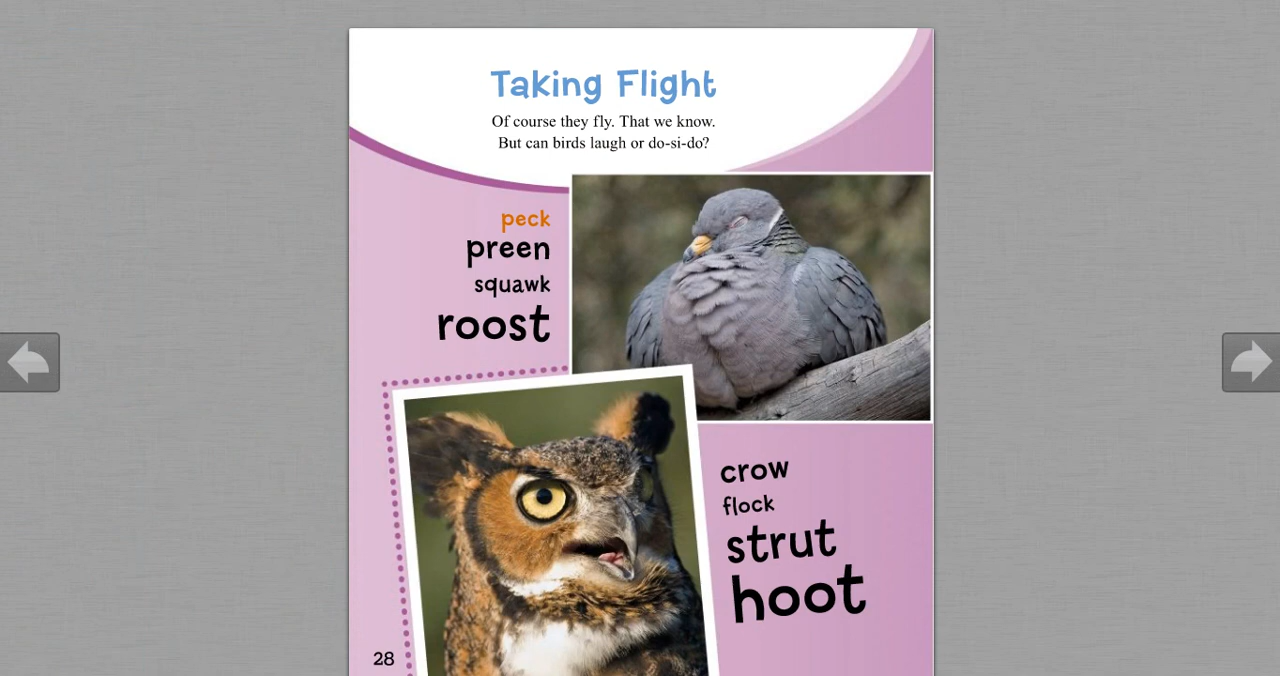 Taking Flight
Of course they fly. That we know.
But can birds laugh or do-si-do?
peck
preen
squawk
roost
crow
flock
strut
hoot
28